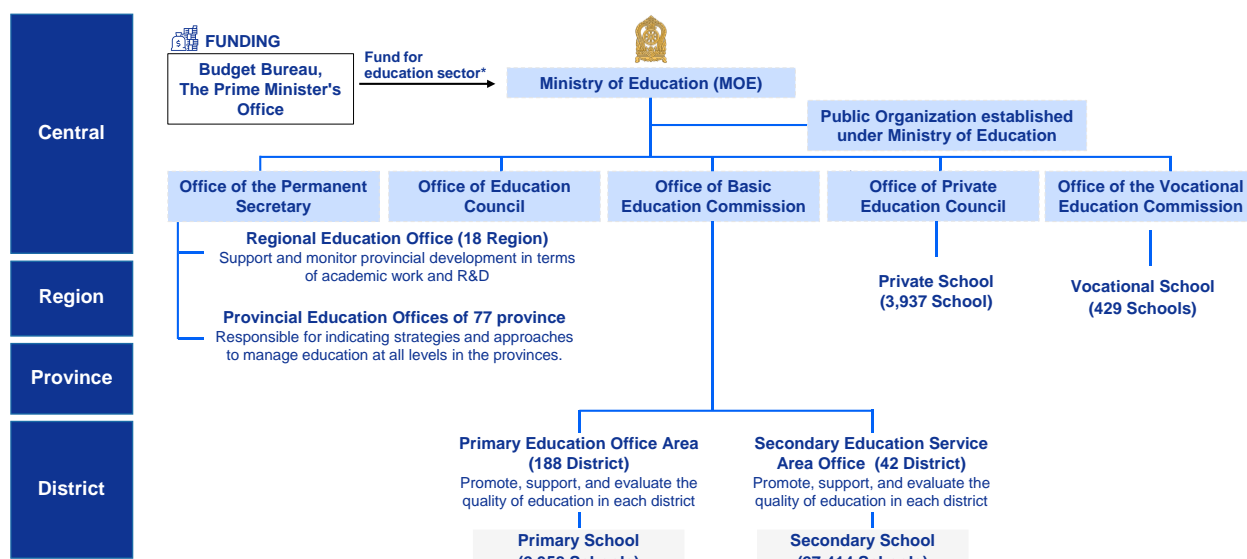 FUNDING
Budget Bureau,
The Prime Minister's
Office
Fund for
education sector*
Ministry of Education (MOE)
Public Organization established
under Ministry of Education
Central
Office of the Permanent
Secretary
Office of Education
Council
Office of Basic
Education Commission
Office of Private
Education Council
Office of the Vocational
Education Commission
Regional Education Office (18 Region)
Support and monitor provincial development in terms
of academic work and R&D
Private School
(3,937 School)
Vocational School
(429 Schools)
Region
Provincial Education Offices of 77 province
Responsible for indicating strategies and approaches
to manage education at all levels in the provinces.
Province
Primary Education Office Area
(188 District)
Promote, support, and evaluate the
quality of education in each district
Secondary Education Service
Area Office (42 District)
Promote, support, and evaluate the
quality of education in each district
District
Primary School
Secondary School